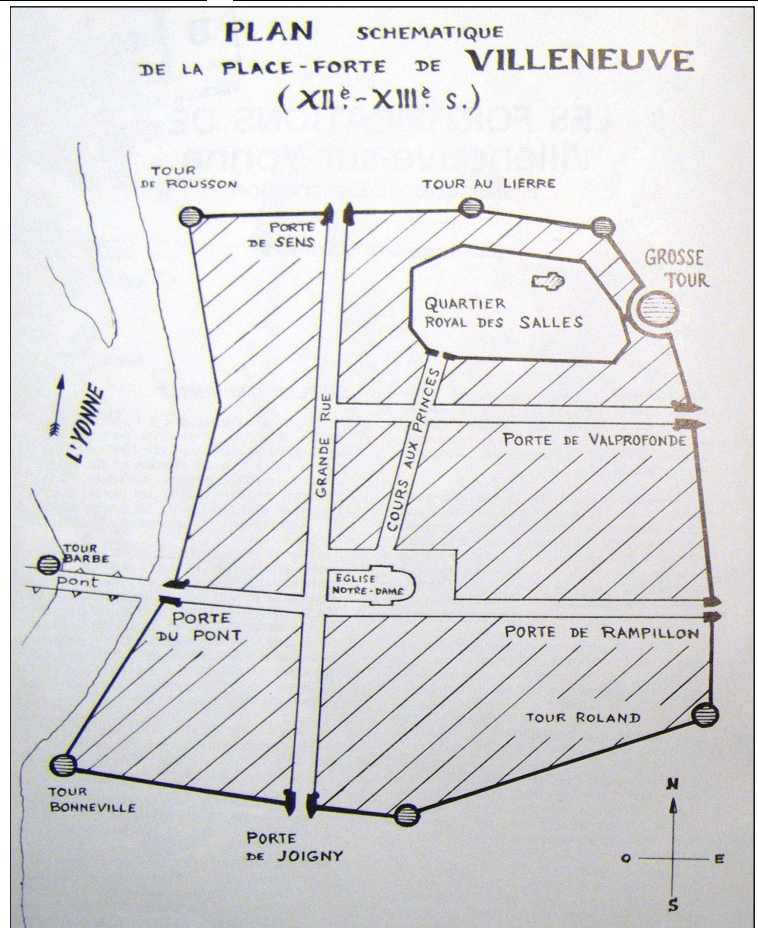 PLAN SCHEMATIQUE
DE LA PLACE-FORTE DE VILLENEUVE
(XIIè.-XIIIè. s.)
TOUR
DE ROUSSON
TOUR AU LIERRE
PORTE
DE SENS
GROSSE
TOUR
QUARTIER
ROYAL DES SALLES
L'YONNE
GRANDE RUE
COURS AUX PRINCES
PORTE DE VALPROFONDE
TOUR
BARBE
pont
EGLISE
NOTRE-DAME
PORTE
DU PONT
PORTE DE RAMPILLON
TOUR ROLAND
TOUR
BONNEVILLE
PORTE
DE JOIGNY
N
O E
S